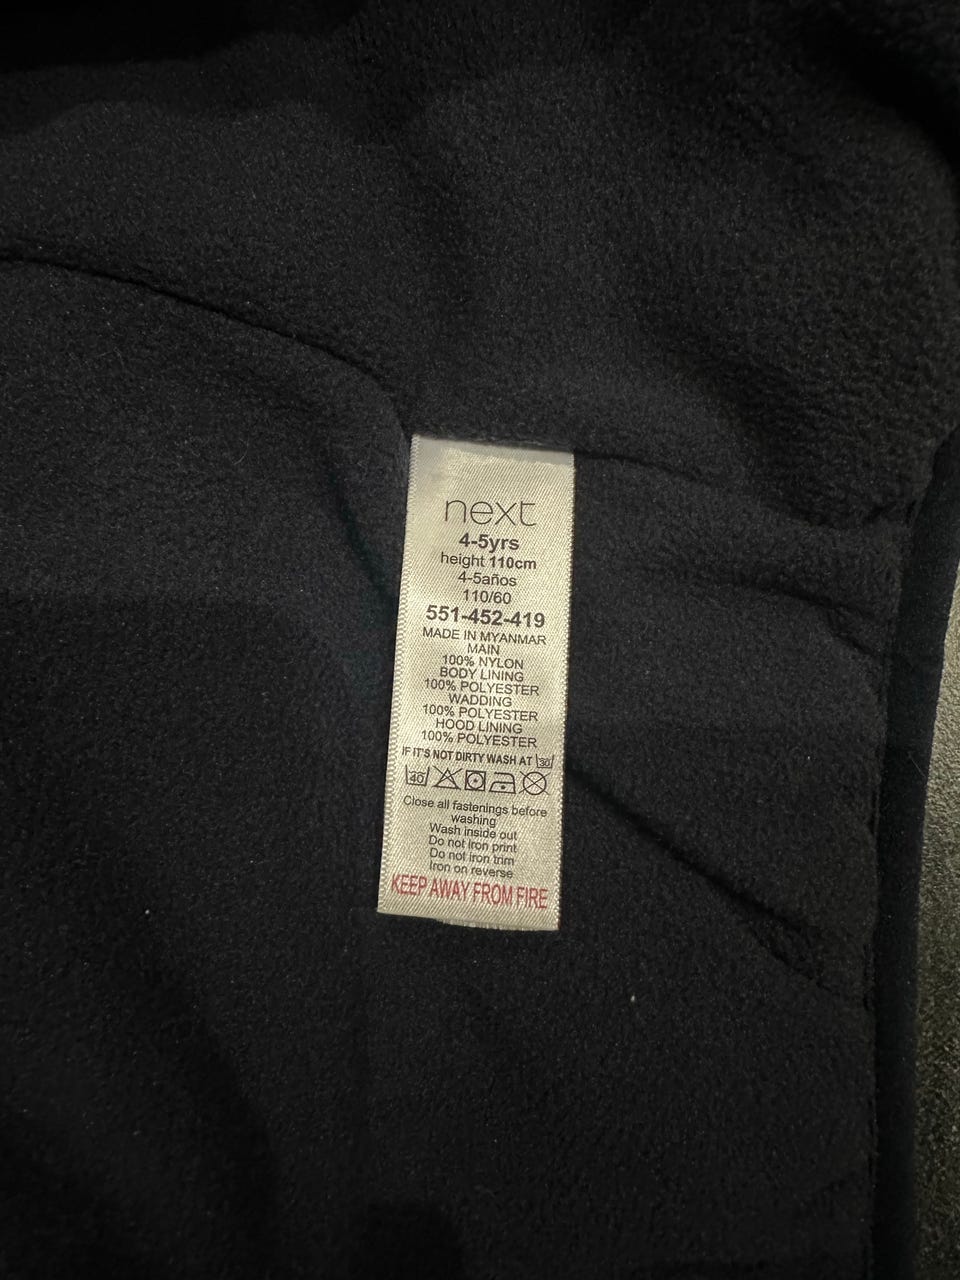 next
4-5yrs
height 110cm
4-5años
110/60
551-452-419
MADE IN MYANMAR
MAIN
100% NYLON
BODY LINING
100% POLYESTER
WADDING
100% POLYESTER
HOOD LINING
100% POLYESTER
IF IT'S NOT DIRTY WASH AT 30
40
Close all fastenings before
washing
Wash inside out
Do not iron print
Do not iron trim
Iron on reverse
KEEP AWAY FROM FIRE